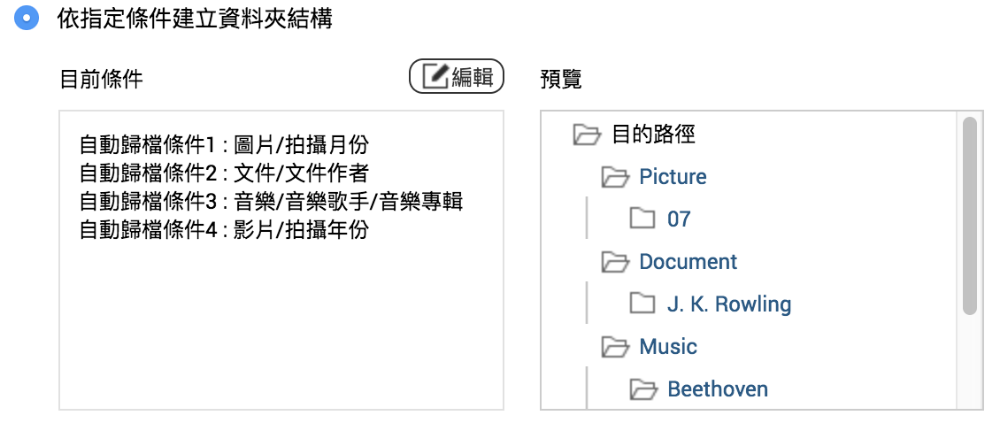 依指定條件建立資料夾結構
目前條件
編輯
自動歸檔條件1 : 圖片/拍攝月份
自動歸檔條件2 : 文件/文件作者
自動歸檔條件3 : 音樂/音樂歌手/音樂專輯
自動歸檔條件4 : 影片/拍攝年份
預覽
目的路徑
Picture
07
Document
J. K. Rowling
Music
Beethoven